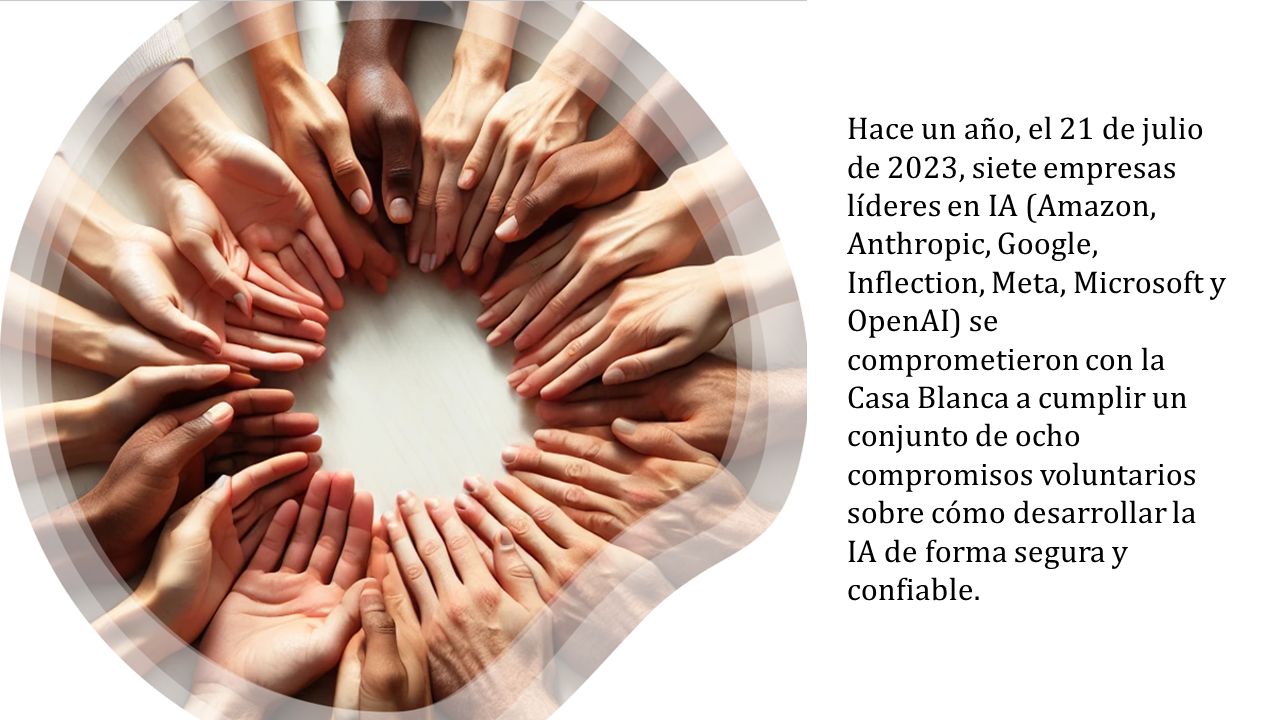 Hace un año, el 21 de julio
de 2023, siete empresas
líderes en IA (Amazon,
Anthropic, Google,
Inflection, Meta, Microsoft y
OpenAI) se
comprometieron con la
Casa Blanca a cumplir un
conjunto de ocho
compromisos voluntarios
sobre cómo desarrollar la
IA de forma segura y
confiable.